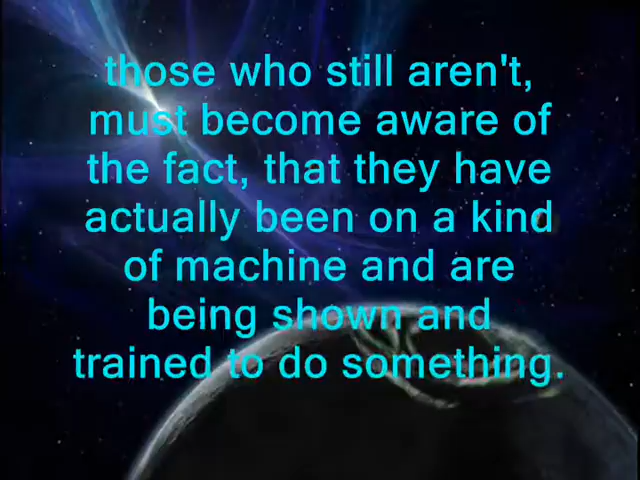 those who still aren't,
must become aware of
the fact, that they have
actually been on a kind
of machine and are
being shown and
trained to do something.